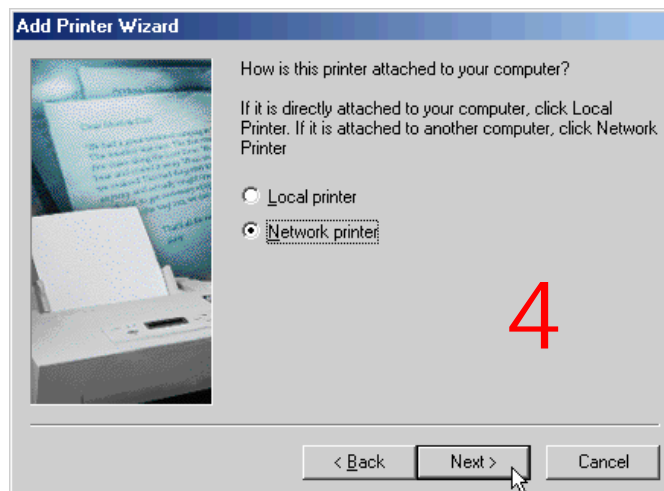 Add Printer Wizard
How is this printer attached to your computer?
If it is directly attached to your computer, click Local
Printer. If it is attached to another computer, click Network
Printer
Local printer
Network printer
4
< Back
Next >
Cancel